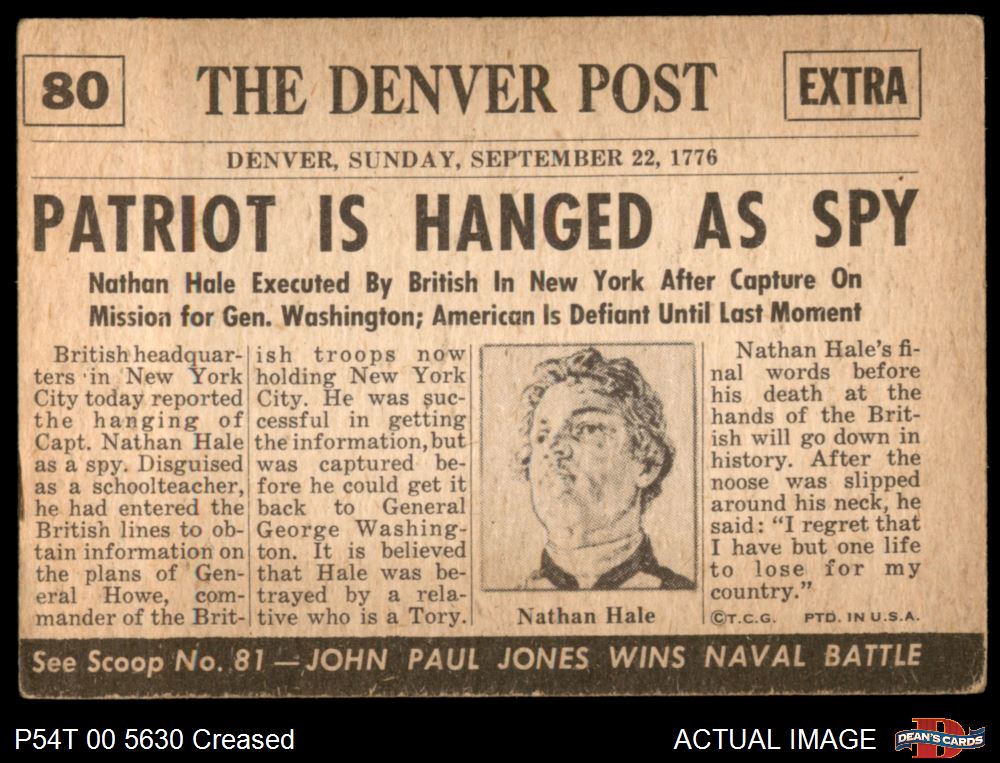 80
THE DENVER POST
EXTRA
DENVER, SUNDAY, SEPTEMBER 22, 1776
PATRIOT IS HANGED AS SPY
Nathan Hale Executed By British In New York After Capture On
Mission for Gen. Washington; American Is Defiant Until Last Moment
British headquar-
ters in New York
City today reported
the hanging of
Capt. Nathan Hale
as a spy. Disguised
as a schoolteacher,
he had entered the
British lines to ob-
tain information on
the plans of Gen-
eral Howe, com-
mander of the Brit-
ish troops now
holding New York
City. He was suc-
cessful in getting
the information, but
was captured be-
fore he could get it
back to General
George Washing-
ton. It is believed
that Hale was be-
trayed by a rela-
tive who is a Tory.
Nathan Hale
Nathan Hale's fi-
nal words before
his death at the
hands of the Brit-
ish will go down in
history. After the
noose was slipped
around his neck, he
said: "I regret that
I have but one life
to lose for my
country."
©T.C.G. PTD. IN U.S.A.
See Scoop No. 81—JOHN PAUL JONES WINS NAVAL BATTLE
P54T 00 5630 Creased
ACTUAL IMAGE
DEAN'S CARDS